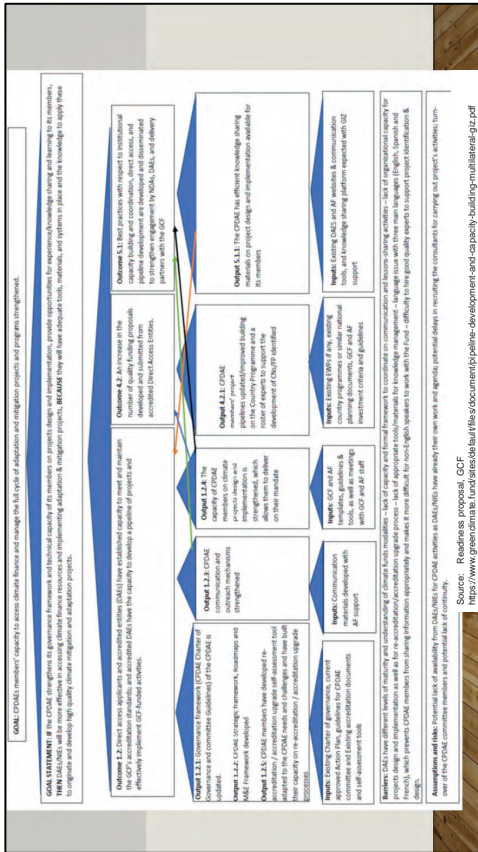 GOAL: CPDAEs members' capacity to access climate finance and manage the full cycle of adaptation and mitigation projects and programs strengthened.
GOAL STATEMENT: IF the CPDAE strengthens its governance framework and technical capacity of its members on projects design and implementation, provide opportunities for experience/knowledge sharing and learning to its members,
THEN DAEs/NIEs will be more effective in accessing climate finance resources and implementing adaptation & mitigation projects, BECAUSE they will have adequate tools, materials, and systems in place and the knowledge to apply these
to originate and develop high quality climate mitigation and adaptation projects.
Outcome 1.2: Direct access applicants and accredited entities (DAEs) have established capacity to meet and maintain
the GCF's accreditation standards; and accredited DAEs have the capacity to develop a pipeline of projects and
effectively implement GCF-funded activities.
Outcome 4.2: An increase in the
number of quality funding proposals
developed and submitted from
accredited Direct Access Entities.
Outcome 5.1: Best practices with respect to institutional
capacity building and coordination, direct access, and
pipeline development are developed and disseminated
to strengthen engagement by NDAs, DAEs, and delivery
partners with the GCF
Output 1.2.1: Governance framework (CPDAE Charter of
Governance and committee Guidelines) of the CPDAE is
updated.
Output 1.2.2: CPDAE Strategic framework, Roadmaps and
M&E Framework developed
Output 1.2.5: CPDAE members have developed re-
accreditation / accreditation upgrade self-assessment tool
adapted to the CPDAE needs and challenges and have built
their capacity on re-accreditation / accreditation upgrade
processes
Output 1.2.3: CPDAE
communication and
outreach mechanisms
strengthened
Output 1.2.4: The
capacity of CPDAE
members on climate
projects design and
implementation is
strengthened, which
allows them to deliver
on their mandate
Output 4.2.1: CPDAE
members' project
pipelines updated/improved building
on the Country Programme and a
roster of experts to support the
development of CNs/FP identified
Output 5.1.1: The CPDAE has efficient knowledge sharing
materials on project design and implementation available for
its members
Inputs: Existing Charter of governance, current
approved Action Plan, guidelines for CPDAE
committee and Existing accreditation documents
and self-assessment tools
Inputs: Communication
materials developed with
AF support
Inputs: GCF and AF
templates, guidelines &
tools, as well as meetings
with GCF and AF staff
Inputs: Existing EWPs if any, existing
country programmes or similar national
planning documents, GCF and AF
investment criteria and guidelines
Inputs: Existing DAEs and AF websites & communication
tools, and knowledge sharing platform expected with GIZ
support
Barriers: DAEs have different levels of maturity and understanding of climate funds modalities – lack of capacity and formal framework to coordinate on communication and lessons-sharing activities – lack of organizational capacity for
projects design and implementation as well as for re-accreditation/accreditation upgrade process – lack of appropriate tools/materials for knowledge management – language issue with three main languages (English, Spanish and
French), which prevents CPDAE members from sharing information appropriately and makes it more difficult for non-English speakers to work with the Fund – difficulty to hire good quality experts to support project identification &
design.
Assumptions and risks: Potential lack of availability from DAEs/NIEs for CPDAE activities as DAEs/NIEs have already their own work and agenda; potential delays in recruiting the consultants for carrying out project's activities; turn-
over of the CPDAE committee members and potential lack of continuity.
Source: Readiness proposal, GCF
https://www.greenclimate.fund/sites/default/files/document/pipeline-development-and-capacity-building-multilateral-giz.pdf